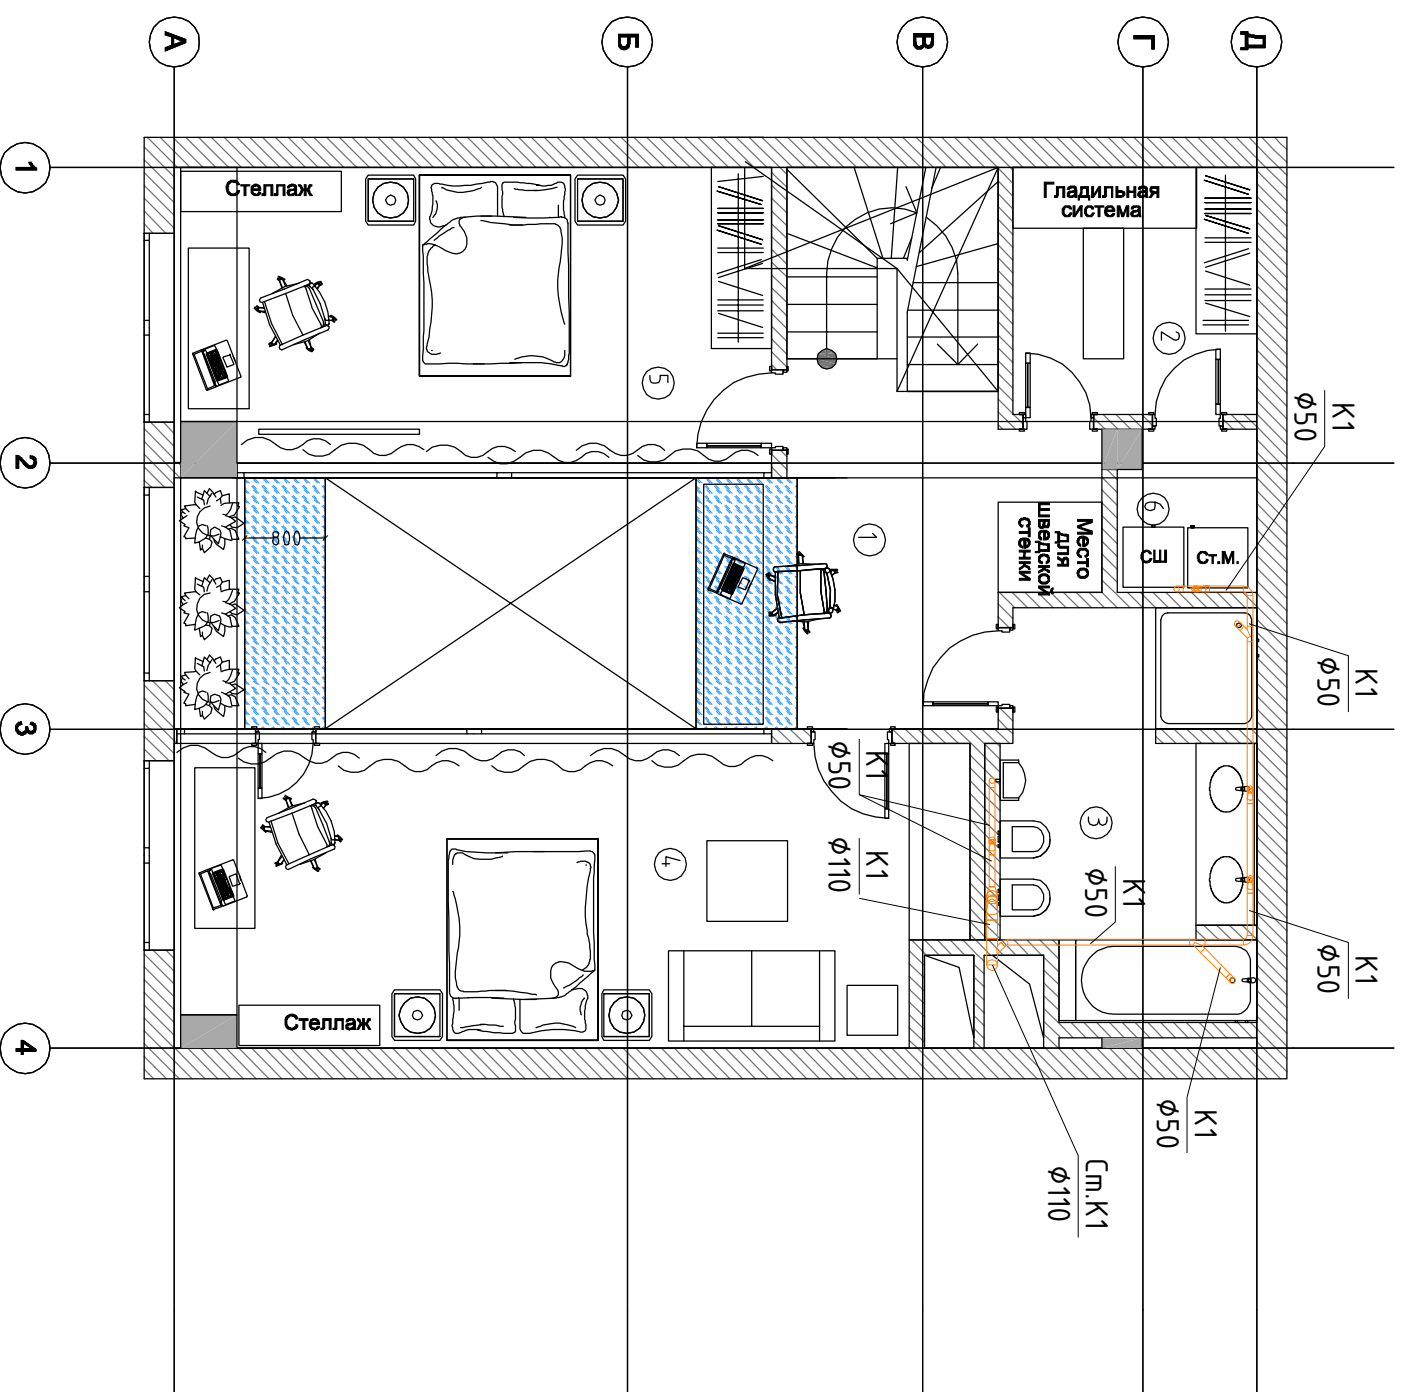 А
Б
В
Г
Д
1
2
3
4
Стеллаж
Гладильная
система
2
5
К1
ϕ50
800
1
Место
для
шведской
стенки
6
СШ
Ст.М.
К1
ϕ50
К1
ϕ50
К1
ϕ110
3
4
К1
ϕ50
К1
ϕ50
Стеллаж
К1
ϕ50
Ст.К1
ϕ110